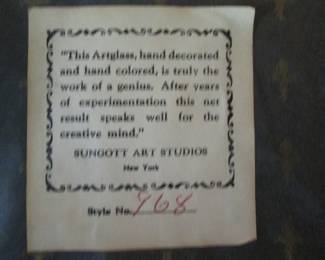 "This Artglass, hand decorated
and hand colored, is truly the
work of a genius. After years
of experimentation this net
result speaks well for the
creative mind."
SUNGOTT ART STUDIOS
New York
Style No. 968